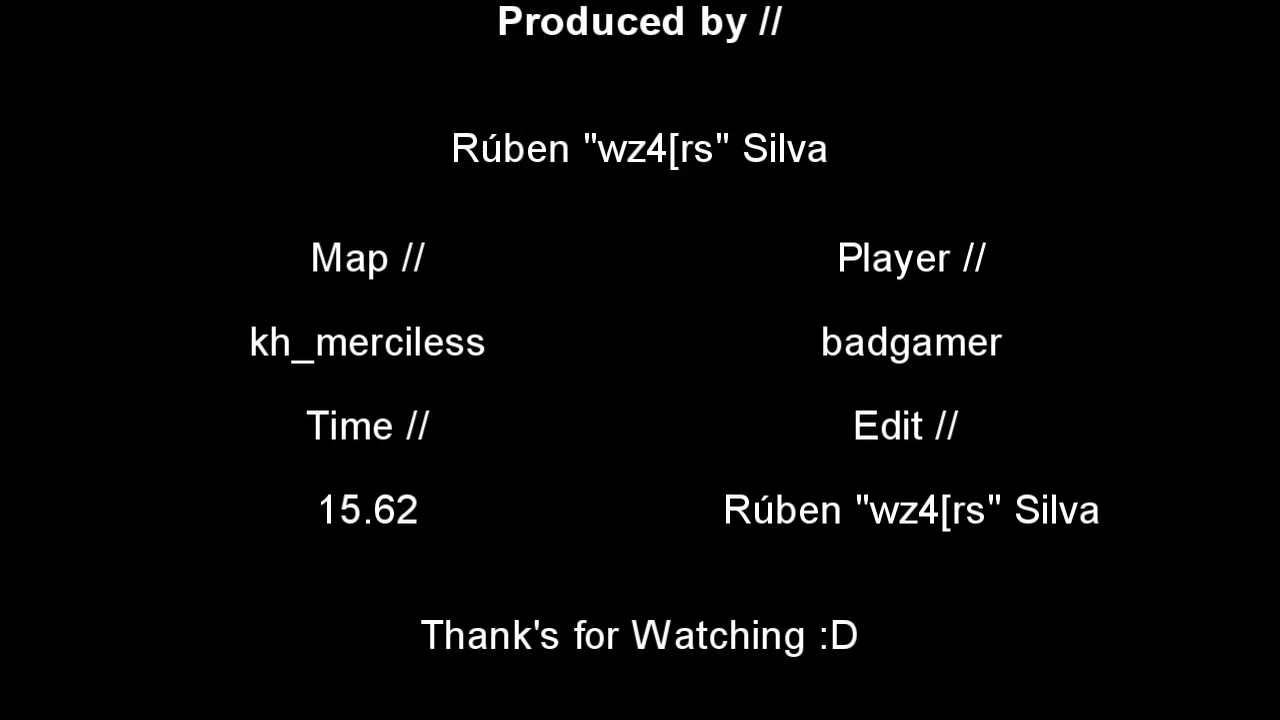 Produced by //
Rúben "wz4[rs" Silva
Map //
Player //
kh_merciless
badgamer
Time //
Edit //
15.62
Rúben "wz4[rs" Silva
Thank's for Watching :D